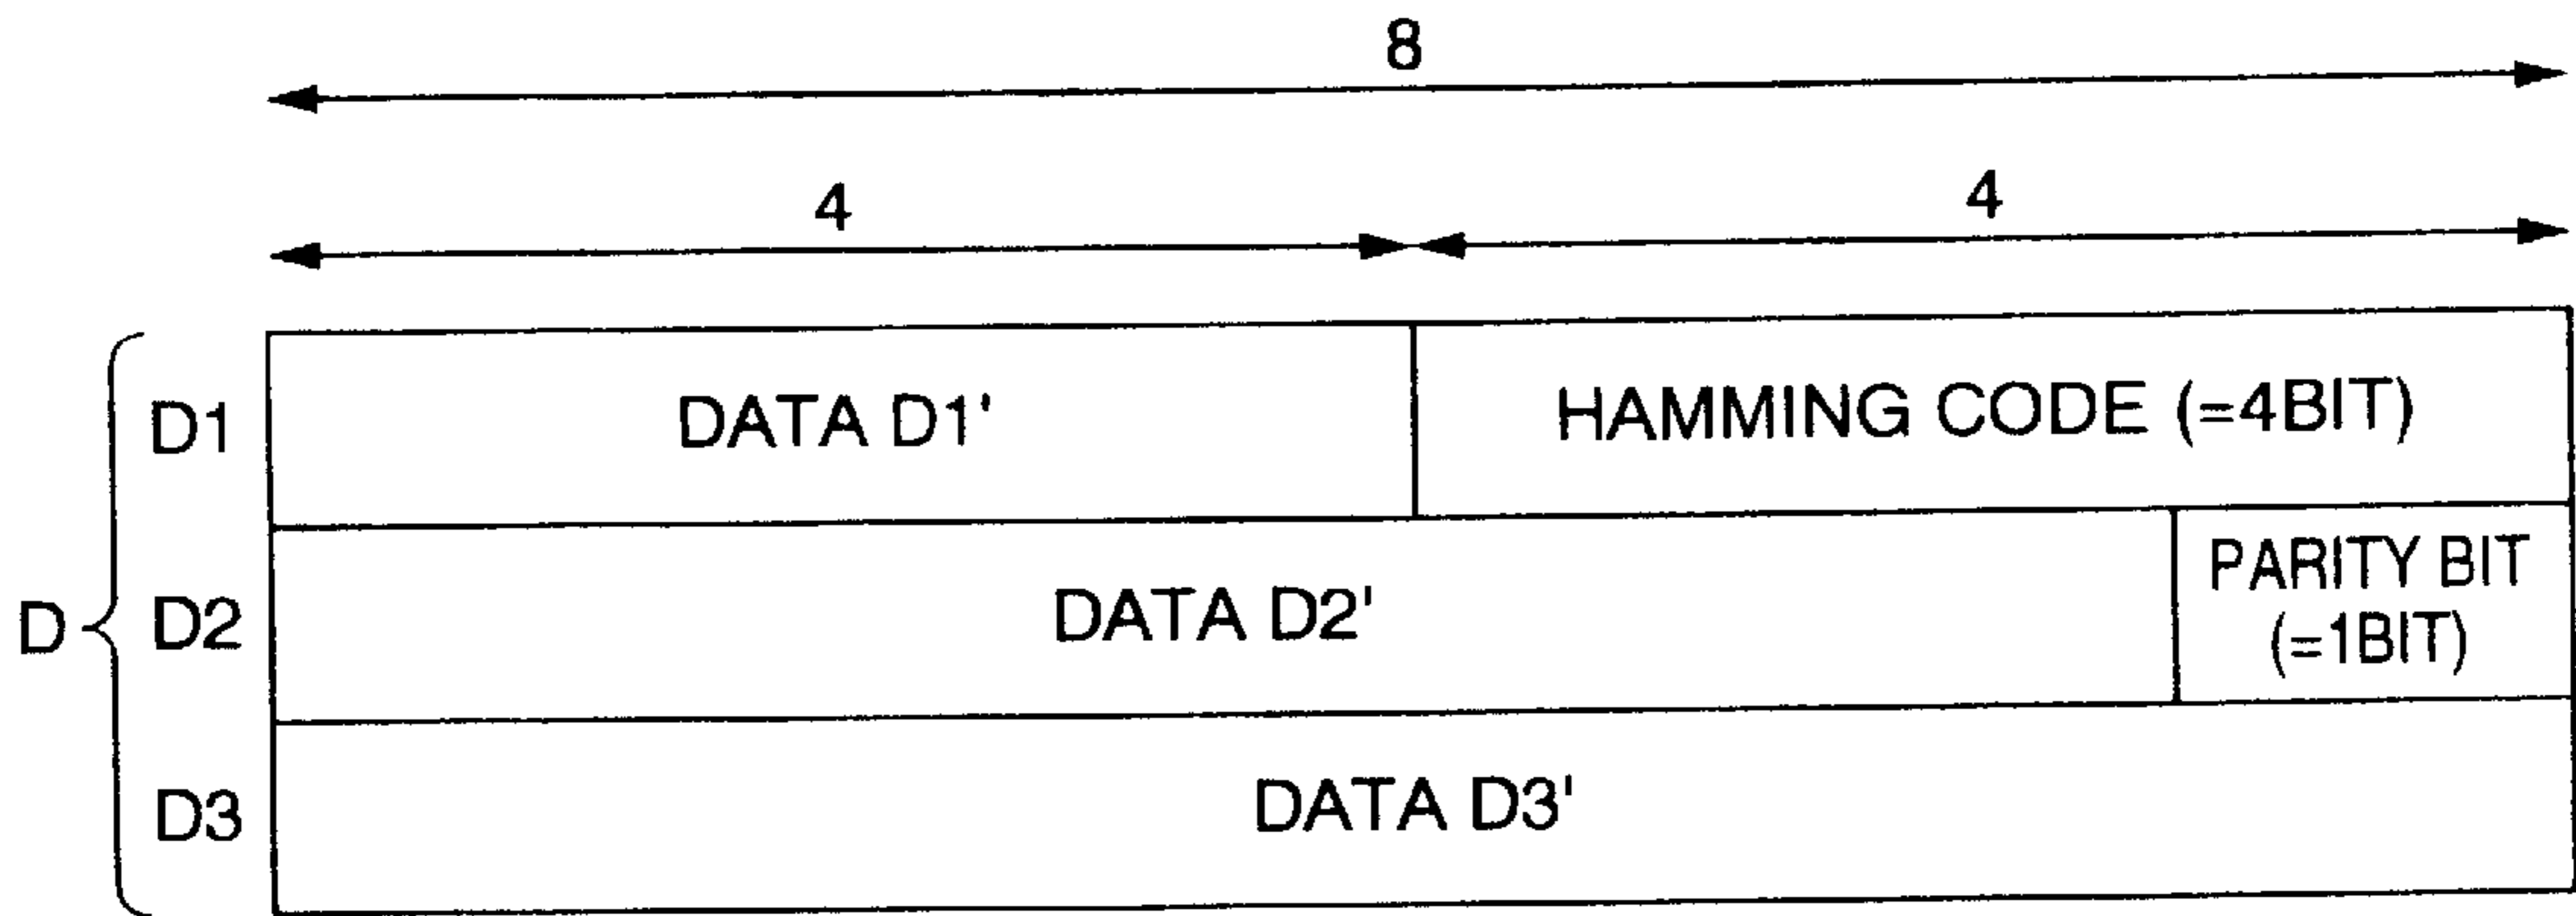 8
4
4
D
D1
DATA D1'
HAMMING CODE (=4BIT)
D2
DATA D2'
PARITY BIT
(=1BIT)
D3
DATA D3'